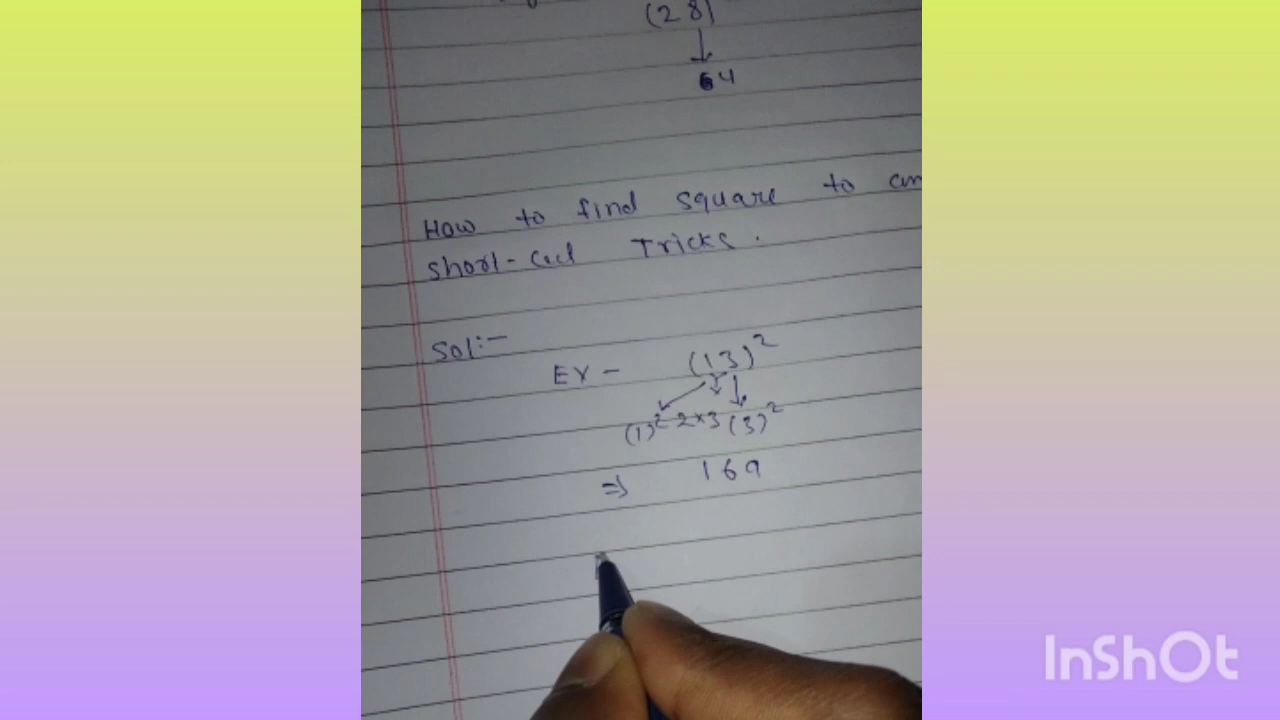 (28)
64
How to find square to
short-cut Tricks.
Sol:-
EX - (13)²
(1)² 2×3 (3)²
⇒ 169
InShOt